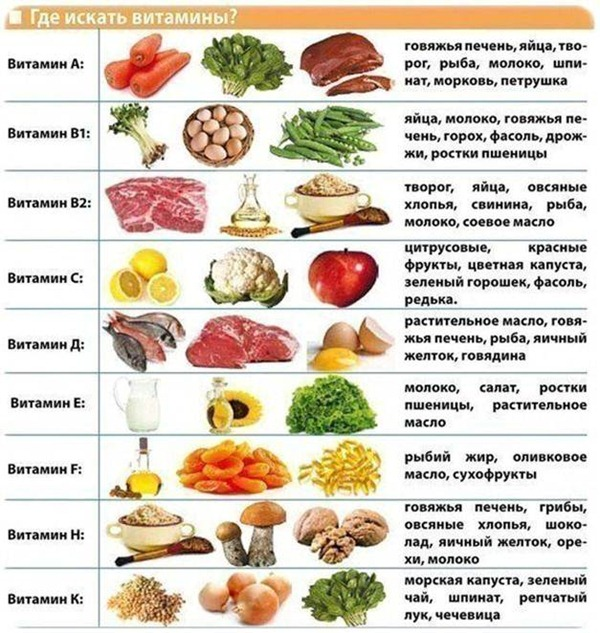 Где искать витамины?
Витамин А:
говяжья печень, яйца, тво-
рог, рыба, молоко, шпи-
нат, морковь, петрушка
Витамин В1:
яйца, молоко, говяжья пе-
чень, горох, фасоль, дрож-
жи, ростки пшеницы
Витамин В2:
творог, яйца, овсяные
хлопья, свинина, рыба,
молоко, соевое масло
Витамин С:
цитрусовые, красные
фрукты, цветная капуста,
зеленый горошек, фасоль,
редька.
Витамин Д:
растительное масло, говя-
жья печень, рыба, яичный
желток, говядина
Витамин Е:
молоко, салат, ростки
пшеницы, растительное
масло
Витамин F:
рыбий жир, оливковое
масло, сухофрукты
Витамин Н:
говяжья печень, грибы,
овсяные хлопья, шоко-
лад, яичный желток, оре-
хи, молоко
Витамин К:
морская капуста, зеленый
чай, шпинат, репчатый
лук, чечевица